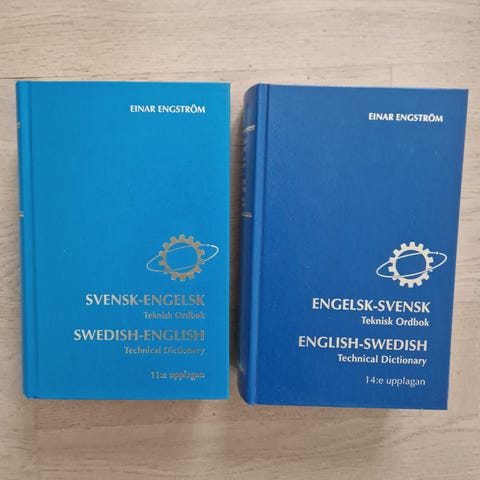 EINAR ENGSTRÖM
SVENSK-ENGELSK
Teknisk Ordbok
SWEDISH-ENGLISH
Technical Dictionary
11:e upplagan
EINAR ENGSTRÖM
ENGELSK-SVENSK
Teknisk Ordbok
ENGLISH-SWEDISH
Technical Dictionary
14:e upplagan